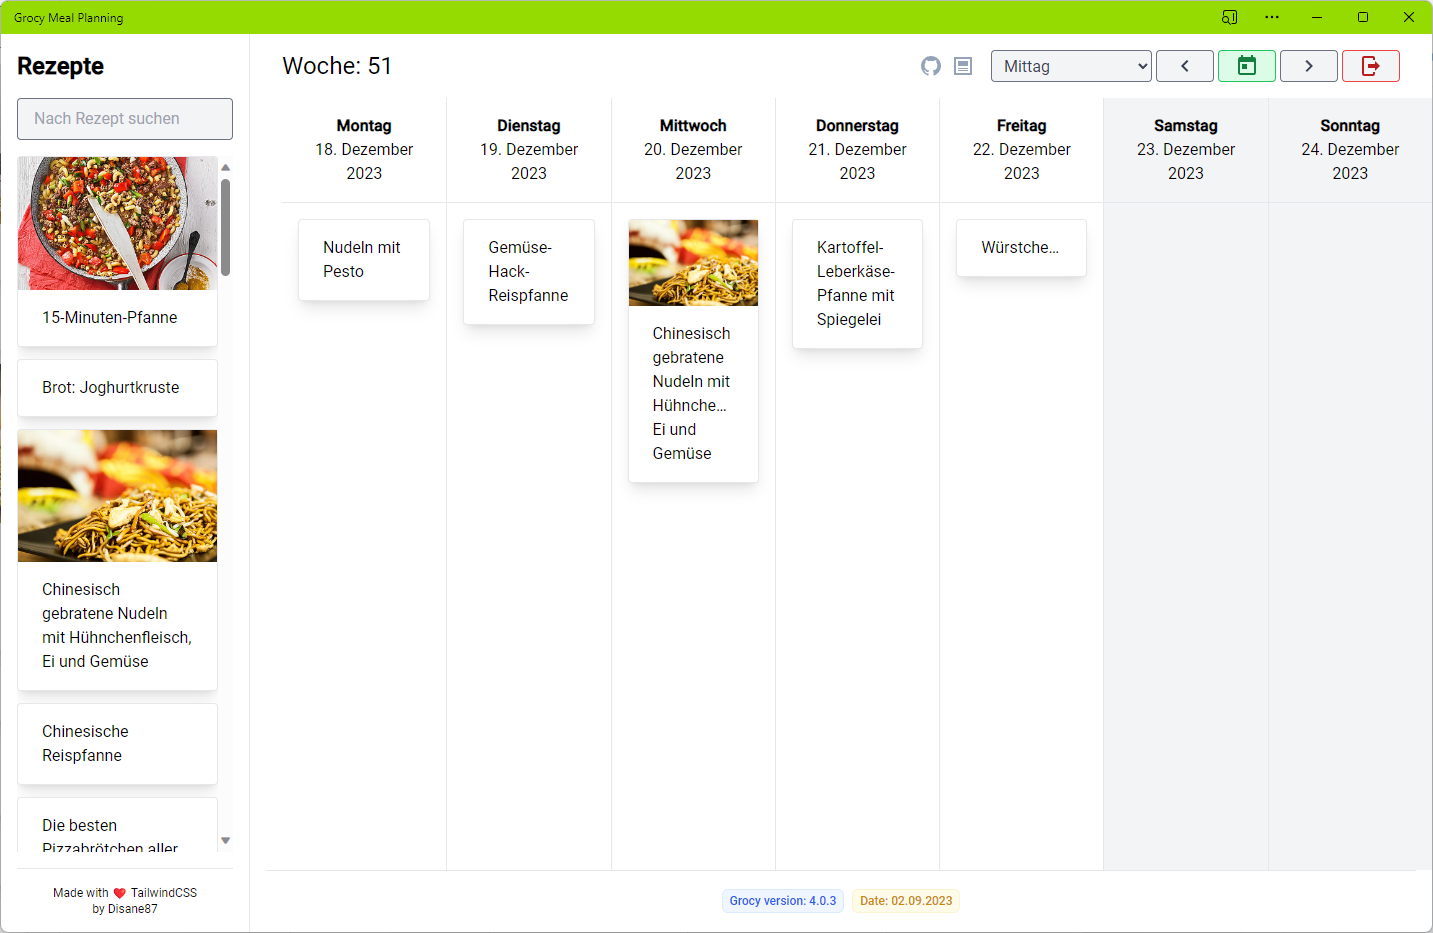 Grocy Meal Planning
Rezepte
Nach Rezept suchen
15-Minuten-Pfanne
Brot: Joghurtkruste
Chinesisch
gebratene Nudeln
mit Hühnchenfleisch,
Ei und Gemüse
Chinesische
Reispfanne
Die besten
Pizzabrötchen aller
Made with ❤️ TailwindCSS
by Disane87
Woche: 51
Mittag
Montag
18. Dezember
2023
Dienstag
19. Dezember
2023
Mittwoch
20. Dezember
2023
Donnerstag
21. Dezember
2023
Freitag
22. Dezember
2023
Samstag
23. Dezember
2023
Sonntag
24. Dezember
2023
Nudeln mit
Pesto
Gemüse-
Hack-
Reispfanne
Chinesisch
gebratene
Nudeln mit
Hühnche...
Ei und
Gemüse
Kartoffel-
Leberkäse-
Pfanne mit
Spiegelei
Würstche...
Grocy version: 4.0.3
Date: 02.09.2023